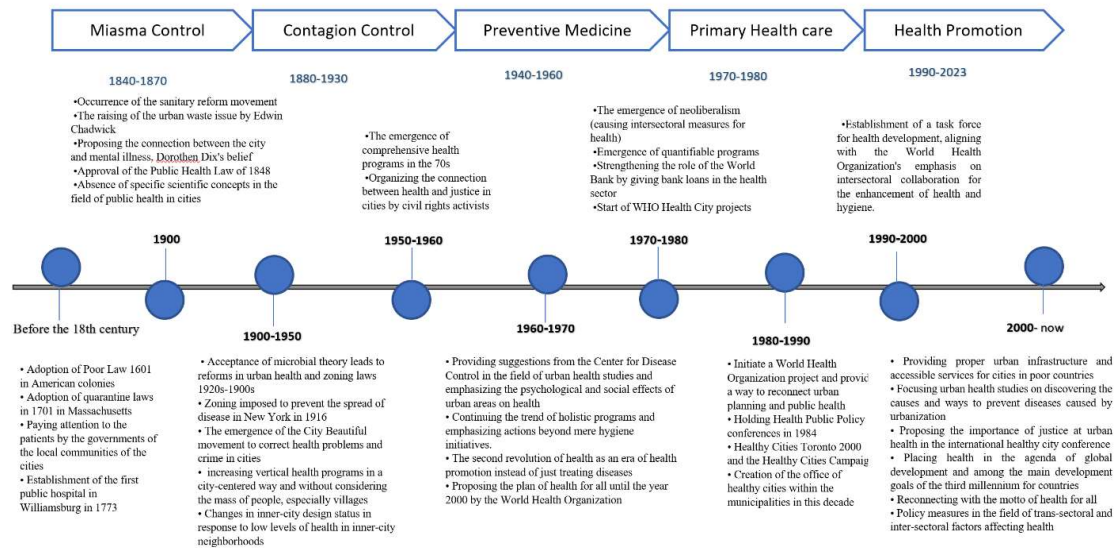 Miasma Control
Contagion Control
Preventive Medicine
Primary Health care
Health Promotion
1840-1870
1880-1930
1940-1960
1970-1980
1990-2023
•Occurrence of the sanitary reform movement
•The raising of the urban waste issue by Edwin
Chadwick
•Proposing the connection between the city
and mental illness, Dorothen Dix's belief
•Approval of the Public Health Law of 1848
•Absence of specific scientific concepts in the
field of public health in cities
•The emergence of
comprehensive health
programs in the 70s
•Organizing the connection
between health and justice in
cities by civil rights activists
•The emergence of neoliberalism
(causing intersectoral measures for
health)
•Emergence of quantifiable programs
•Strengthening the role of the World
Bank by giving bank loans in the health
sector
•Start of WHO Health City projects
•Establishment of a task force
for health development, aligning
with the World Health
Organization's emphasis on
intersectoral collaboration for
the enhancement of health and
hygiene.
1900
1950-1960
1970-1980
1990-2000
Before the 18th century
1900-1950
1960-1970
1980-1990
2000- now
• Adoption of Poor Law 1601
in American colonies
• Adoption of quarantine laws
in 1701 in Massachusetts
• Paying attention to the
patients by the governments of
the local communities of the
cities
• Establishment of the first
public hospital in
Williamsburg in 1773
• Acceptance of microbial theory leads to
reforms in urban health and zoning laws
1920s-1900s
• Zoning imposed to prevent the spread of
disease in New York in 1916
• The emergence of the City Beautiful
movement to correct health problems and
crime in cities
• increasing vertical health programs in a
city-centered way and without considering
the mass of people, especially villages
• Changes in inner-city design status in
response to low levels of health in inner-city
neighborhoods
• Providing suggestions from the Center for Disease
Control in the field of urban health studies and
emphasizing the psychological and social effects of
urban areas on health
• Continuing the trend of holistic programs and
emphasizing actions beyond mere hygiene
initiatives.
• The second revolution of health as an era of health
promotion instead of just treating diseases
• Proposing the plan of health for all until the year
2000 by the World Health Organization
• Initiate a World Health
Organization project and provic
a way to reconnect urban
planning and public health
• Holding Health Public Policy
conferences in 1984
• Healthy Cities Toronto 2000
and the Healthy Cities Campaig
• Creation of the office of
healthy cities within the
municipalities in this decade
• Providing proper urban infrastructure and
accessible services for cities in poor countries
• Focusing urban health studies on discovering the
causes and ways to prevent diseases caused by
urbanization
• Proposing the importance of justice at urban
health in the international healthy city conference
• Placing health in the agenda of global
development and among the main development
goals of the third millennium for countries
• Reconnecting with the motto of health for all
• Policy measures in the field of trans-sectoral and
inter-sectoral factors affecting health